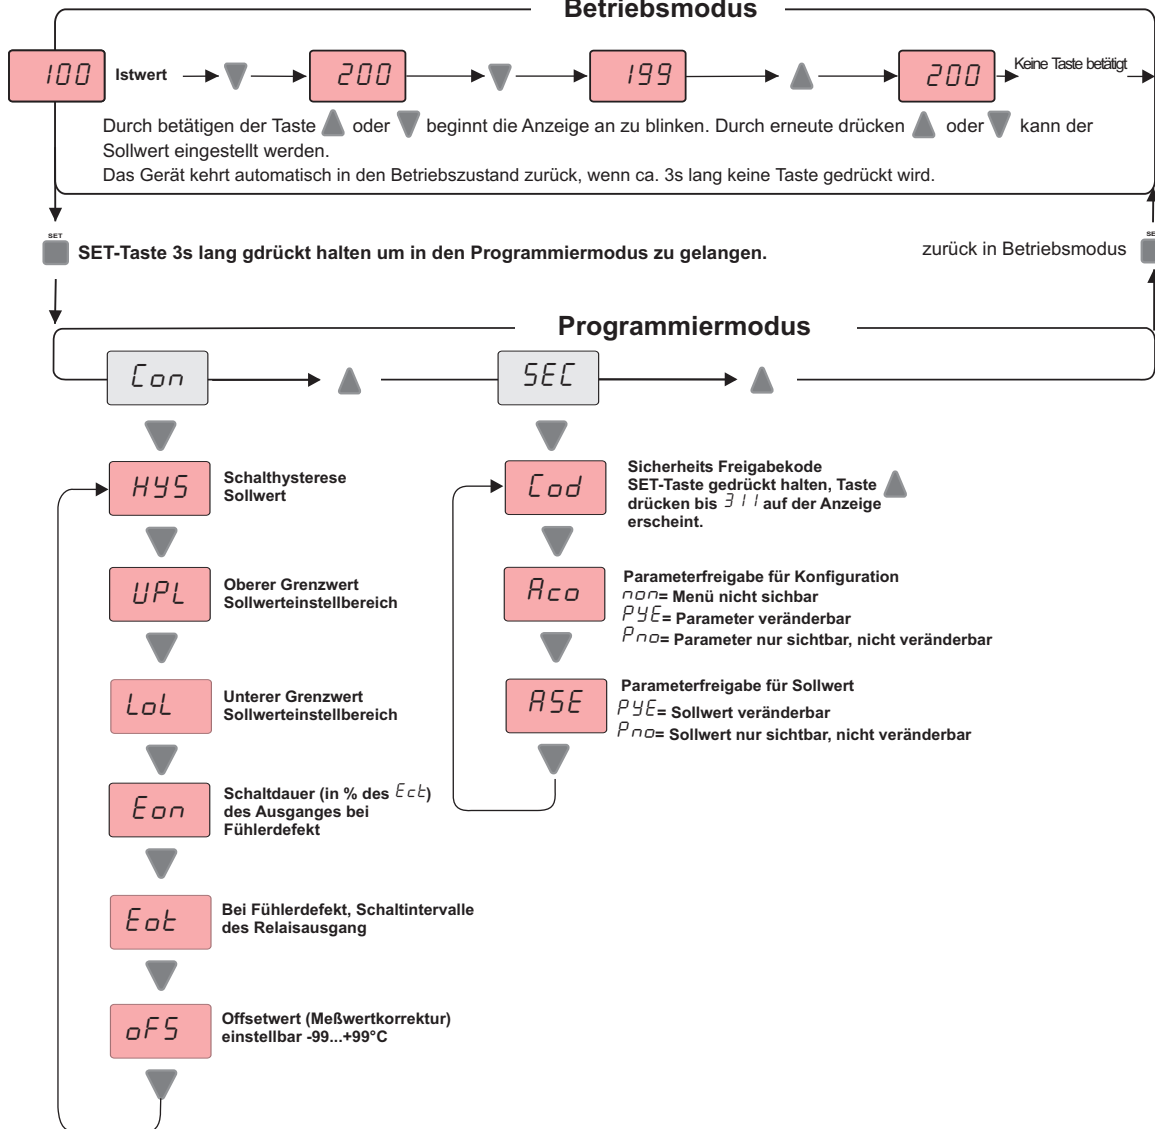 Betriebsmodus
100 Istwert 200 199 200 Keine Taste betätigt
Durch betätigen der Taste oder beginnt die Anzeige an zu blinken. Durch erneute drücken oder kann der
Sollwert eingestellt werden.
Das Gerät kehrt automatisch in den Betriebszustand zurück, wenn ca. 3s lang keine Taste gedrückt wird.
SET
SET-Taste 3s lang gdrückt halten um in den Programmiermodus zu gelangen.
zurück in Betriebsmodus
SE
Programmiermodus
Con
SEC
HYS
Schalthysterese
Sollwert
UPL
Oberer Grenzwert
Sollwerteinstellbereich
LoL
Unterer Grenzwert
Sollwerteinstellbereich
Eon
Schaltdauer (in % des Ect)
des Ausganges bei
Fühlerdefekt
Eot
Bei Fühlerdefekt, Schaltintervalle
des Relaisausgang
oFS
Offsetwert (Meßwertkorrektur)
einstellbar -99...+99°C
Cod
Sicherheits Freigabekode
SET-Taste gedrückt halten, Taste
drücken bis 311 auf der Anzeige
erscheint.
Aco
Parameterfreigabe für Konfiguration
non= Menü nicht sichbar
PYE= Parameter veränderbar
Pno= Parameter nur sichtbar, nicht veränderbar
ASE
Parameterfreigabe für Sollwert
PYE= Sollwert veränderbar
Pno= Sollwert nur sichtbar, nicht veränderbar